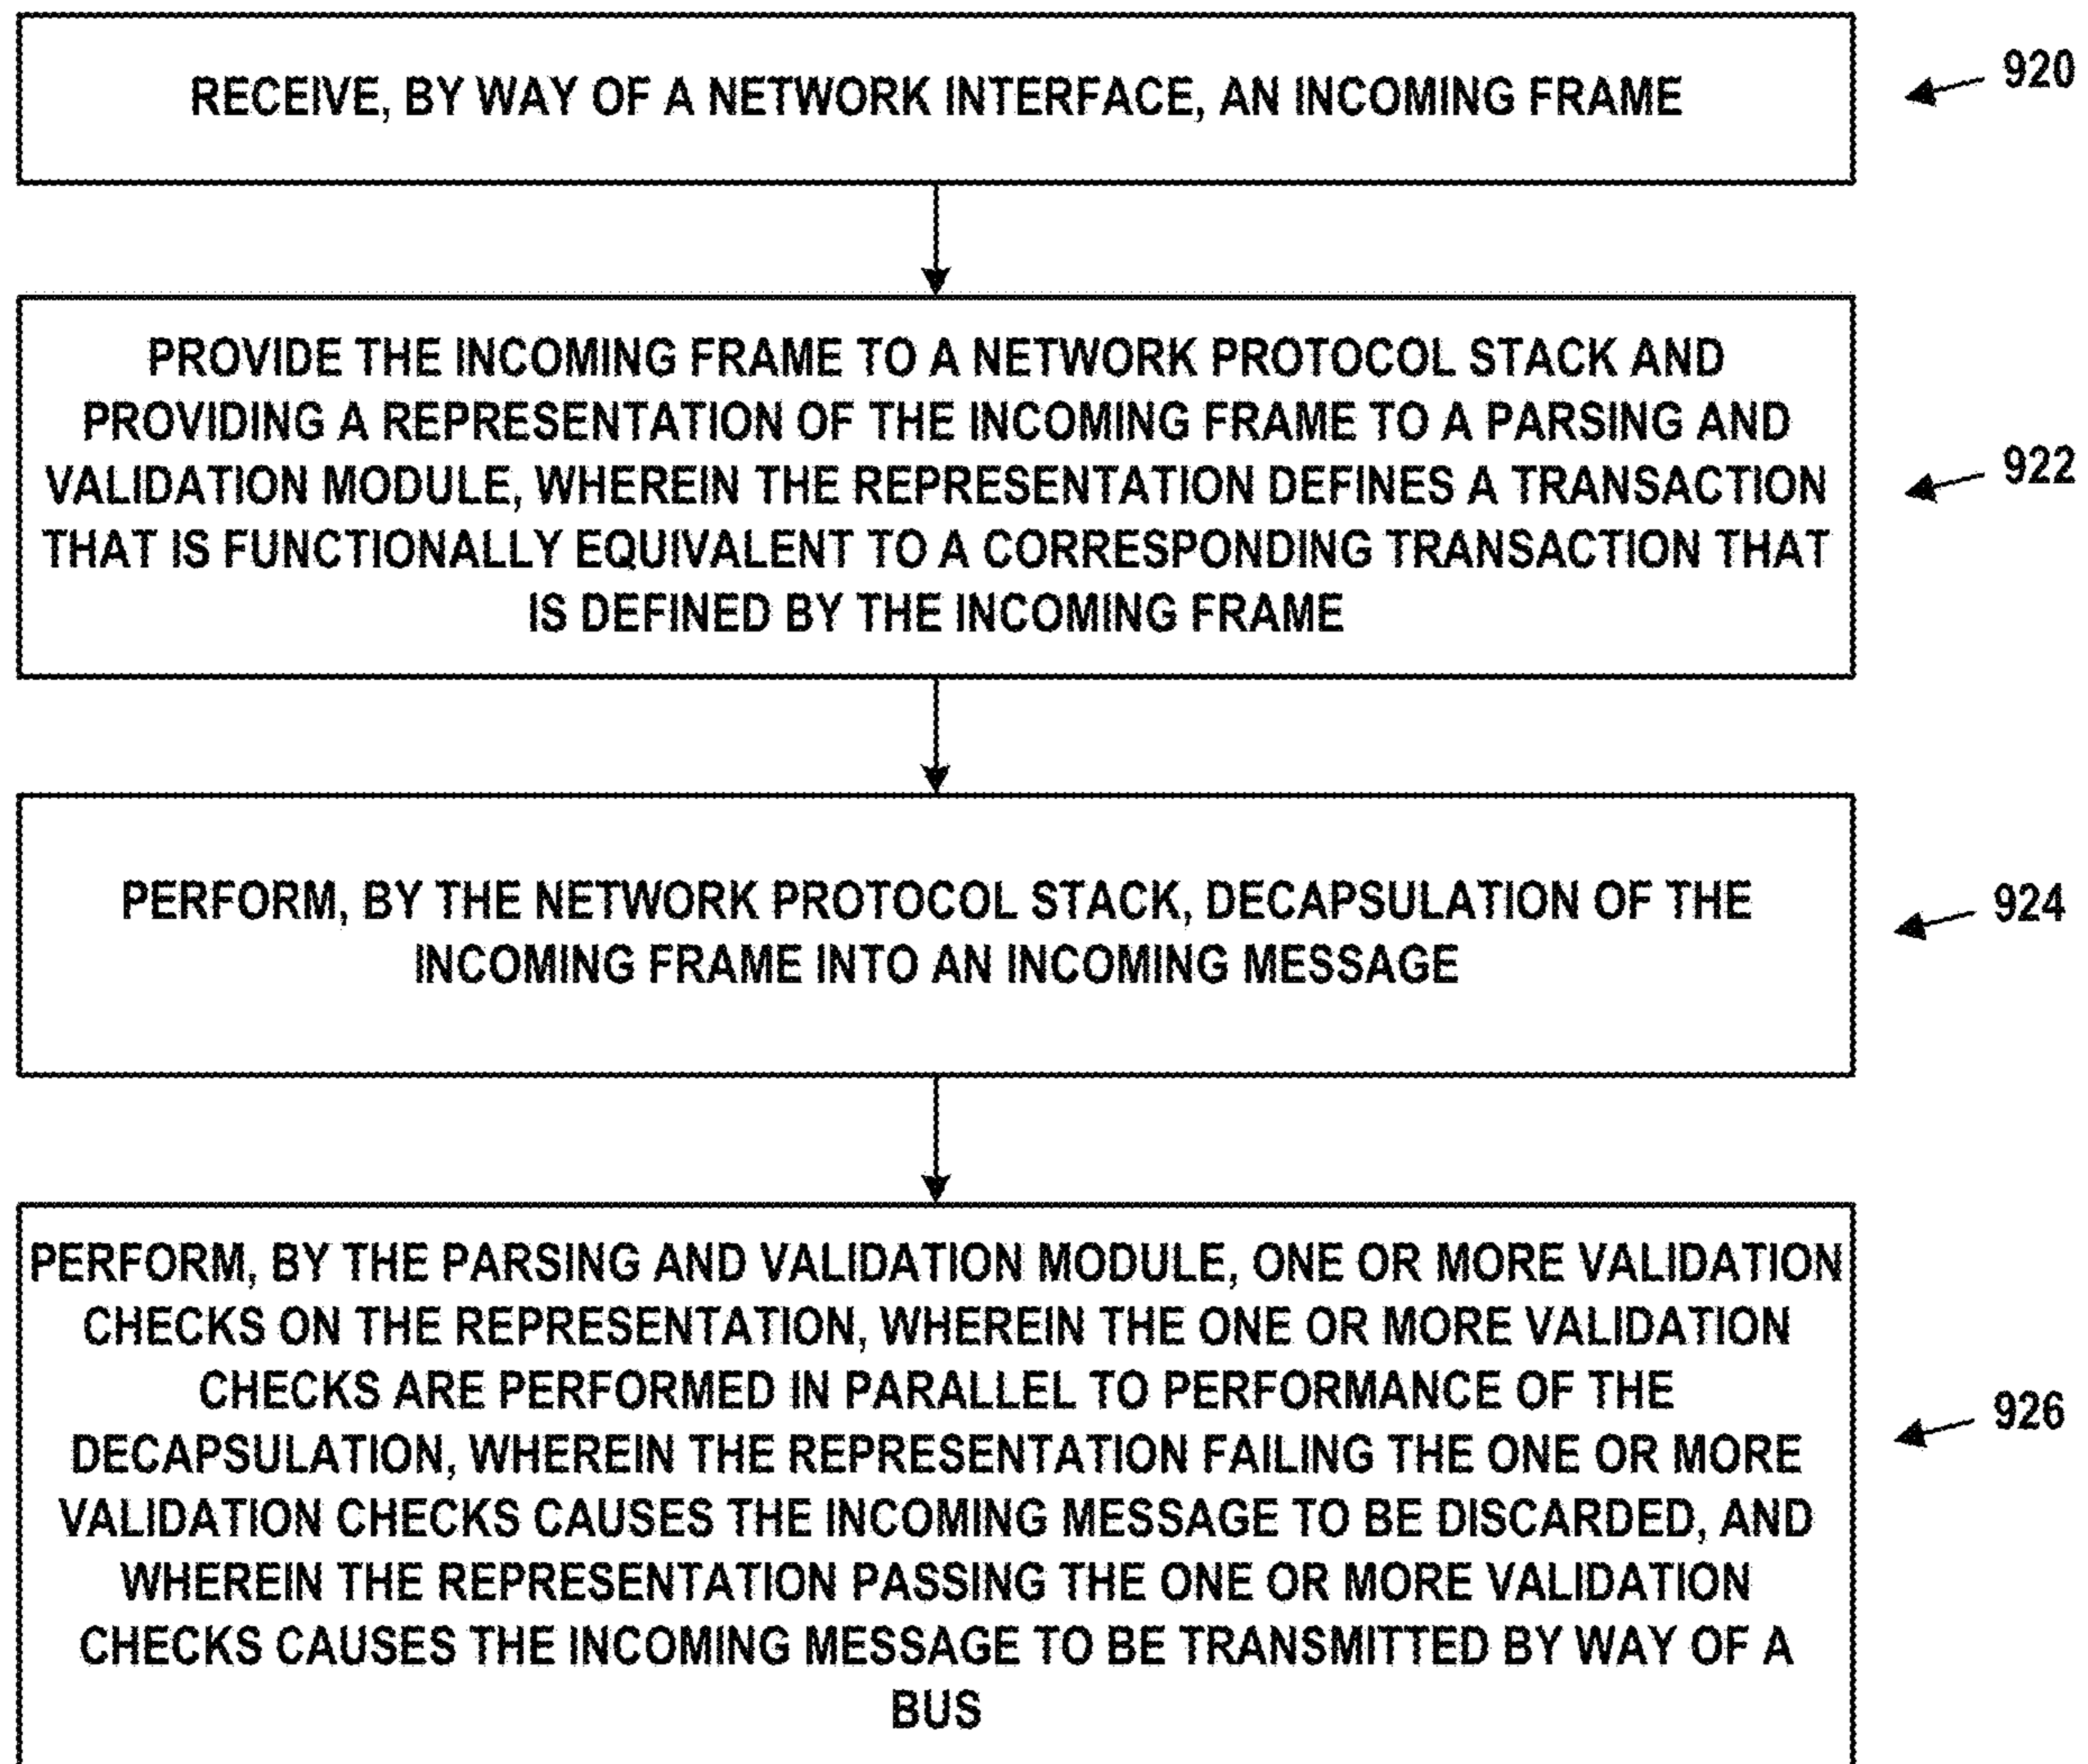 RECEIVE, BY WAY OF A NETWORK INTERFACE, AN INCOMING FRAME
920
PROVIDE THE INCOMING FRAME TO A NETWORK PROTOCOL STACK AND
PROVIDING A REPRESENTATION OF THE INCOMING FRAME TO A PARSING AND
VALIDATION MODULE, WHEREIN THE REPRESENTATION DEFINES A TRANSACTION
THAT IS FUNCTIONALLY EQUIVALENT TO A CORRESPONDING TRANSACTION THAT
IS DEFINED BY THE INCOMING FRAME
922
PERFORM, BY THE NETWORK PROTOCOL STACK, DECAPSULATION OF THE
INCOMING FRAME INTO AN INCOMING MESSAGE
924
PERFORM, BY THE PARSING AND VALIDATION MODULE, ONE OR MORE VALIDATION
CHECKS ON THE REPRESENTATION, WHEREIN THE ONE OR MORE VALIDATION
CHECKS ARE PERFORMED IN PARALLEL TO PERFORMANCE OF THE
DECAPSULATION, WHEREIN THE REPRESENTATION FAILING THE ONE OR MORE
VALIDATION CHECKS CAUSES THE INCOMING MESSAGE TO BE DISCARDED, AND
WHEREIN THE REPRESENTATION PASSING THE ONE OR MORE VALIDATION
CHECKS CAUSES THE INCOMING MESSAGE TO BE TRANSMITTED BY WAY OF A
BUS
926